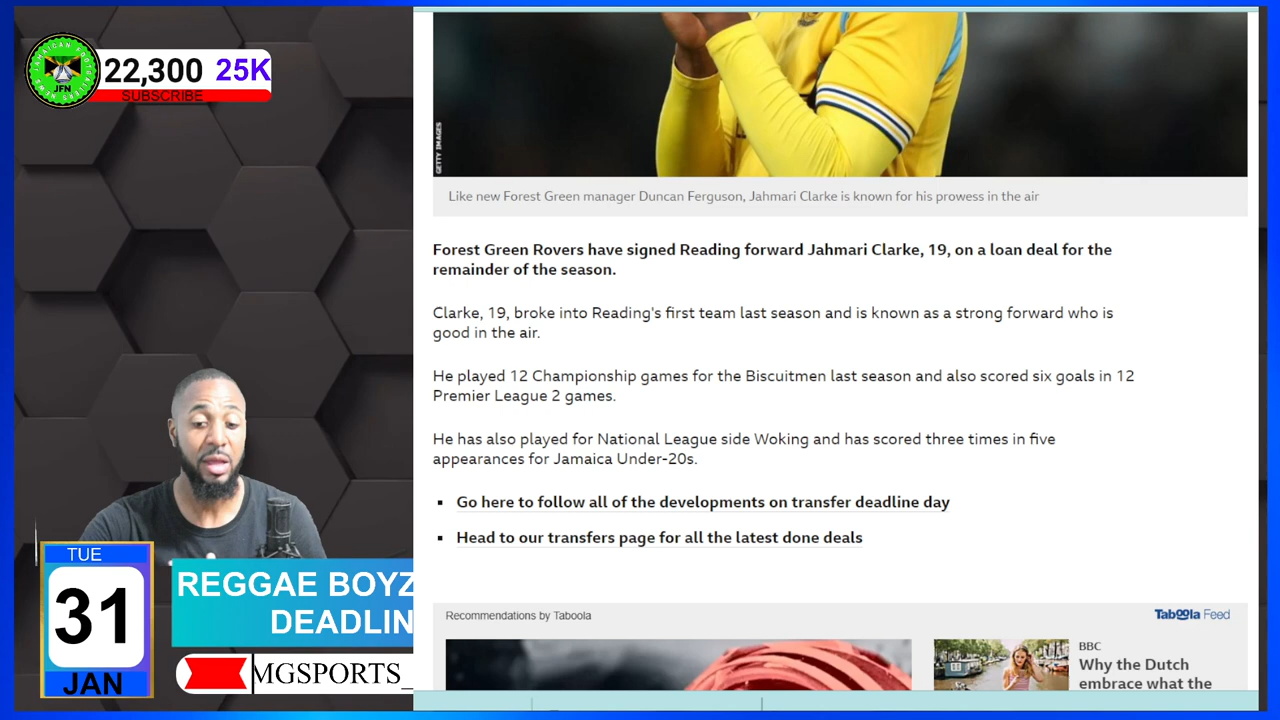 JAMAICAN FOOTBALLERS NEWS
JFN
22,300 25K
SUBSCRIBE
GETTY IMAGES
Like new Forest Green manager Duncan Ferguson, Jahmari Clarke is known for his prowess in the air
Forest Green Rovers have signed Reading forward Jahmari Clarke, 19, on a loan deal for the
remainder of the season.
Clarke, 19, broke into Reading's first team last season and is known as a strong forward who is
good in the air.
He played 12 Championship games for the Biscuitmen last season and also scored six goals in 12
Premier League 2 games.
He has also played for National League side Woking and has scored three times in five
appearances for Jamaica Under-20s.
▪ Go here to follow all of the developments on transfer deadline day
▪ Head to our transfers page for all the latest done deals
Recommendations by Taboola
Taboola Feed
BBC
Why the Dutch
embrace what the
TUE
31
JAN
REGGAE BOYZ
DEADLIN
MGSPORTS_